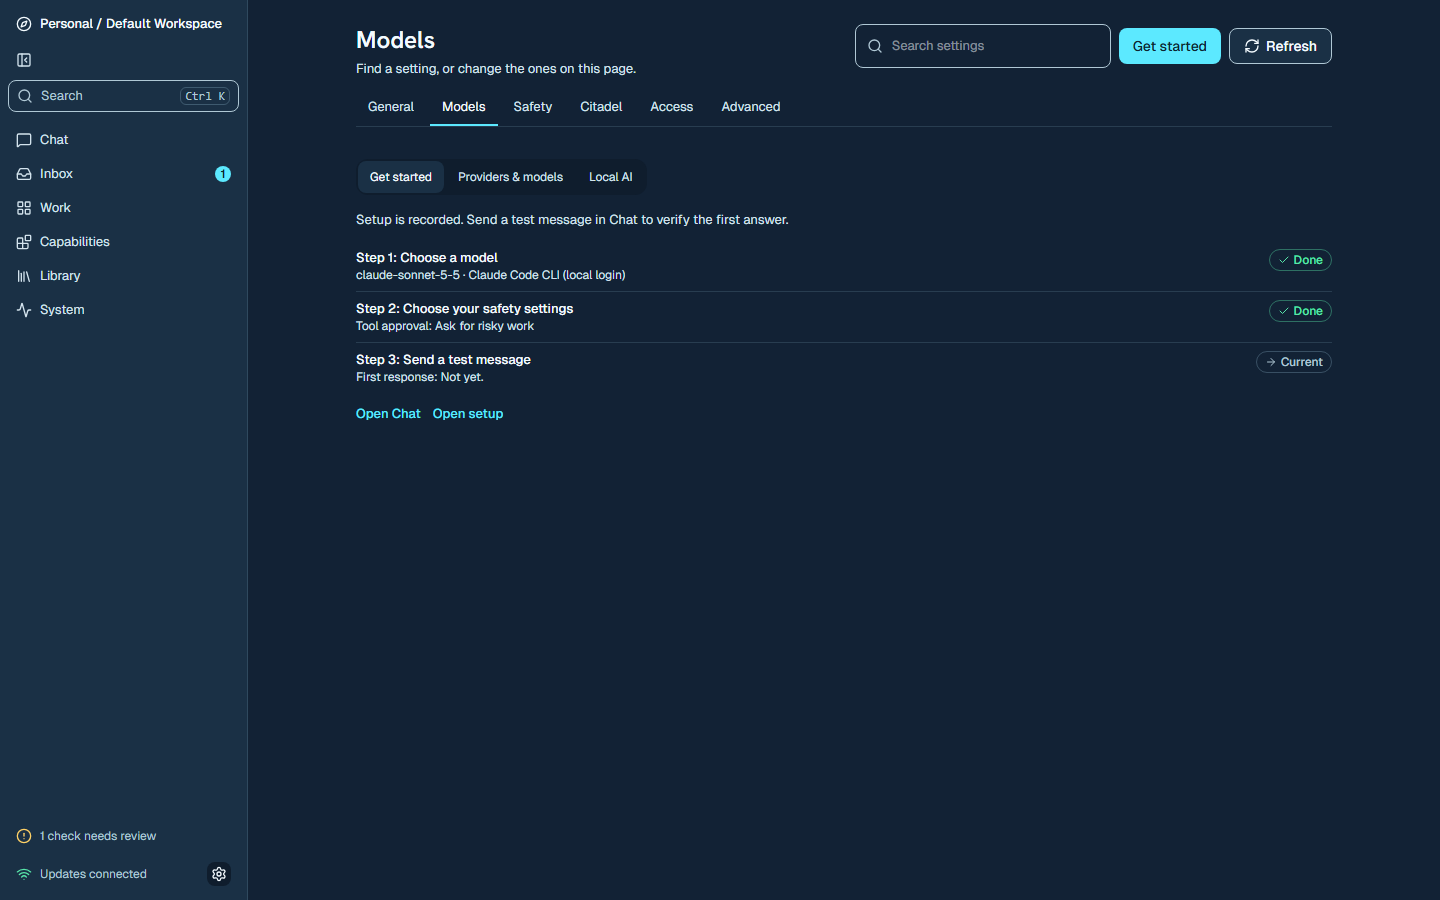 Personal / Default Workspace
Search
Ctrl K
Chat
Inbox
1
Work
Capabilities
Library
System
1 check needs review
Updates connected
Models
Find a setting, or change the ones on this page.
Search settings
Get started
Refresh
General
Models
Safety
Citadel
Access
Advanced
Get started
Providers & models
Local AI
Setup is recorded. Send a test message in Chat to verify the first answer.
Step 1: Choose a model
claude-sonnet-5-5 · Claude Code CLI (local login)
Done
Step 2: Choose your safety settings
Tool approval: Ask for risky work
Done
Step 3: Send a test message
First response: Not yet.
Current
Open Chat
Open setup